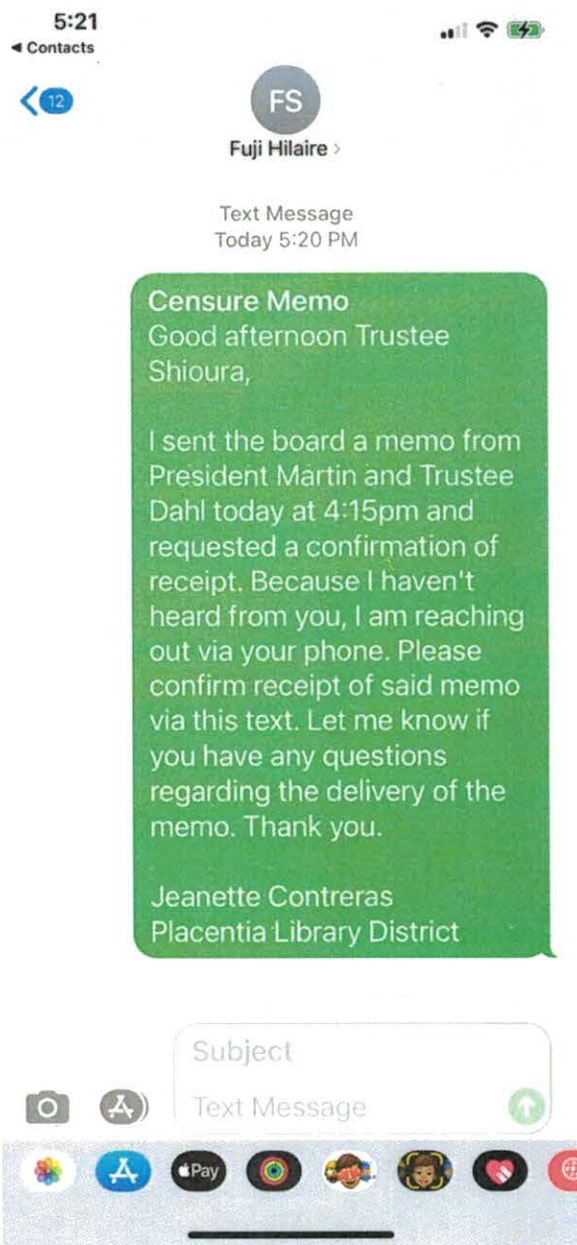 5:21
◀ Contacts
12
FS
Fuji Hilaire >
Text Message
Today 5:20 PM
Censure Memo
Good afternoon Trustee
Shioura,
I sent the board a memo from
President Martin and Trustee
Dahl today at 4:15pm and
requested a confirmation of
receipt. Because I haven't
heard from you, I am reaching
out via your phone. Please
confirm receipt of said memo
via this text. Let me know if
you have any questions
regarding the delivery of the
memo. Thank you.
Jeanette Contreras
Placentia Library District
Subject
Text Message
Pay